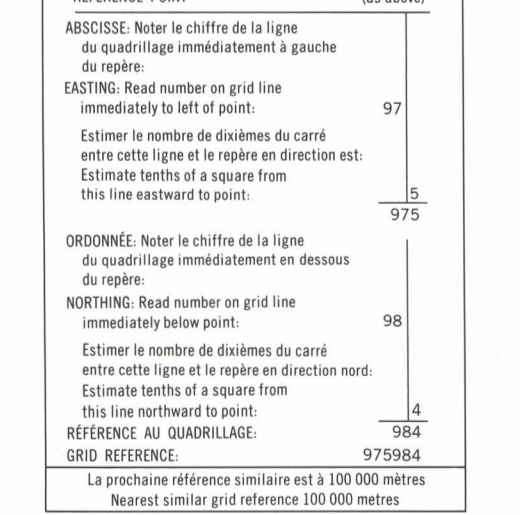 REFERENCE POINT (as above)
ABSCISSE: Noter le chiffre de la ligne
du quadrillage immédiatement à gauche
du repère:
EASTING: Read number on grid line
immediately to left of point: 97
Estimer le nombre de dixièmes du carré
entre cette ligne et le repère en direction est:
Estimate tenths of a square from
this line eastward to point: 5
975
ORDONNÉE: Noter le chiffre de la ligne
du quadrillage immédiatement en dessous
du repère:
NORTHING: Read number on grid line
immediately below point: 98
Estimer le nombre de dixièmes du carré
entre cette ligne et le repère en direction nord:
Estimate tenths of a square from
this line northward to point: 4
RÉFÉRENCE AU QUADRILLAGE: 984
GRID REFERENCE: 975984
La prochaine référence similaire est à 100 000 mètres
Nearest similar grid reference 100 000 metres